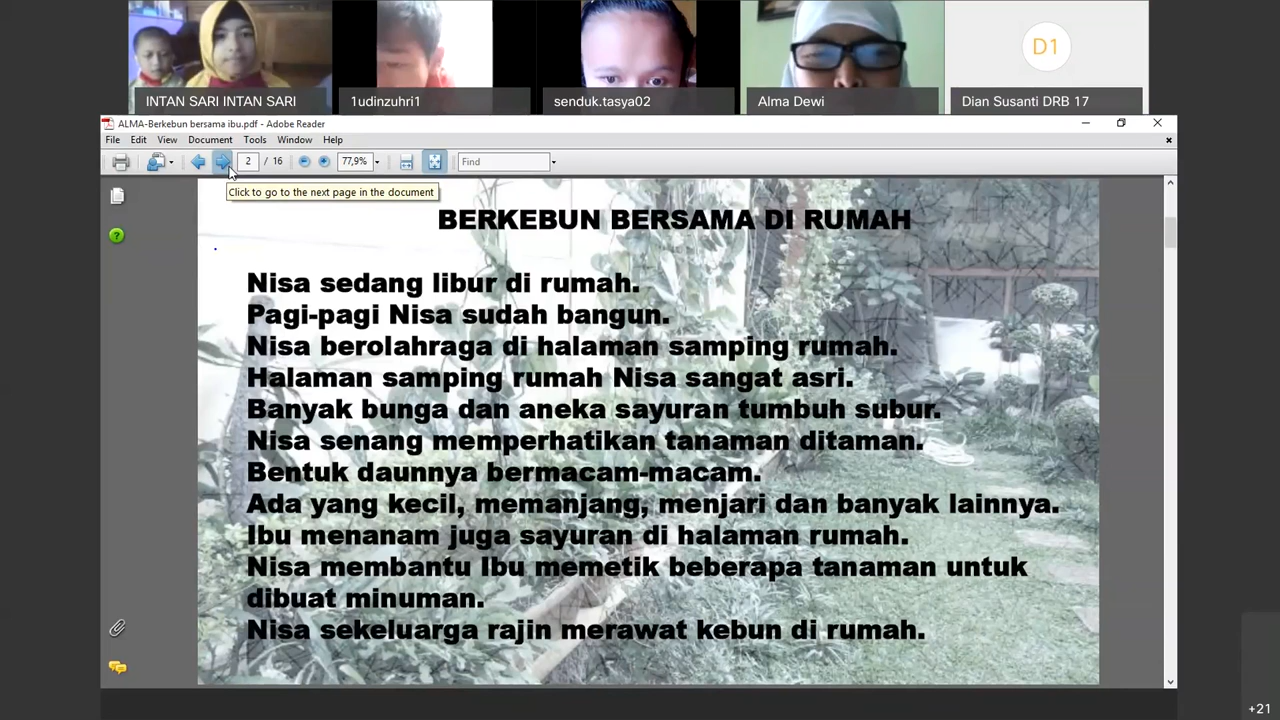 INTAN SARI INTAN SARI
1udinzuhri1
senduk.tasya02
Alma Dewi
D1
Dian Susanti DRB 17
ALMA-Berkebun bersama ibu.pdf - Adobe Reader
File Edit View Document Tools Window Help
2 / 16 77,9% Find
Click to go to the next page in the document
BERKEBUN BERSAMA DI RUMAH
Nisa sedang libur di rumah.
Pagi-pagi Nisa sudah bangun.
Nisa berolahraga di halaman samping rumah.
Halaman samping rumah Nisa sangat asri.
Banyak bunga dan aneka sayuran tumbuh subur.
Nisa senang memperhatikan tanaman ditaman.
Bentuk daunnya bermacam-macam.
Ada yang kecil, memanjang, menjari dan banyak lainnya.
Ibu menanam juga sayuran di halaman rumah.
Nisa membantu Ibu memetik beberapa tanaman untuk
dibuat minuman.
Nisa sekeluarga rajin merawat kebun di rumah.
+21